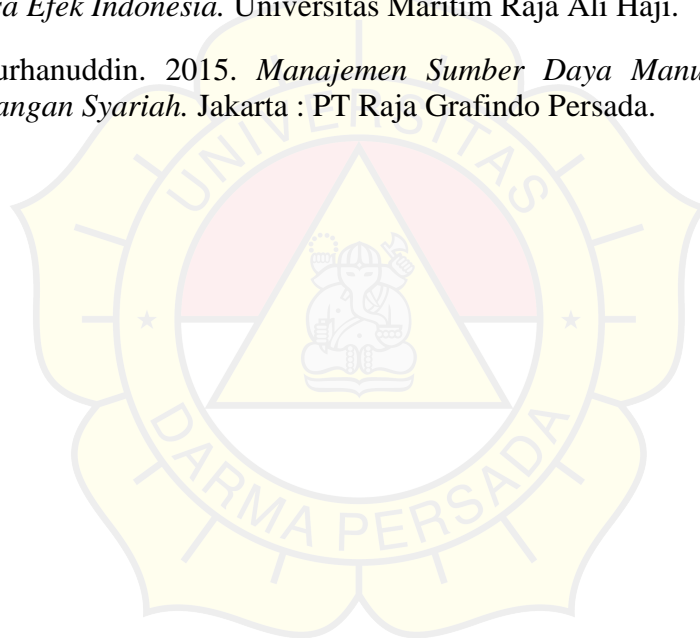 a Efek Indonesia. Universitas Maritim Raja Ali Haji.
urhanuddin. 2015. Manajemen Sumber Daya Manu
angan Syariah. Jakarta : PT Raja Grafindo Persada.
UNIVERSITAS
DARMA PERSADA